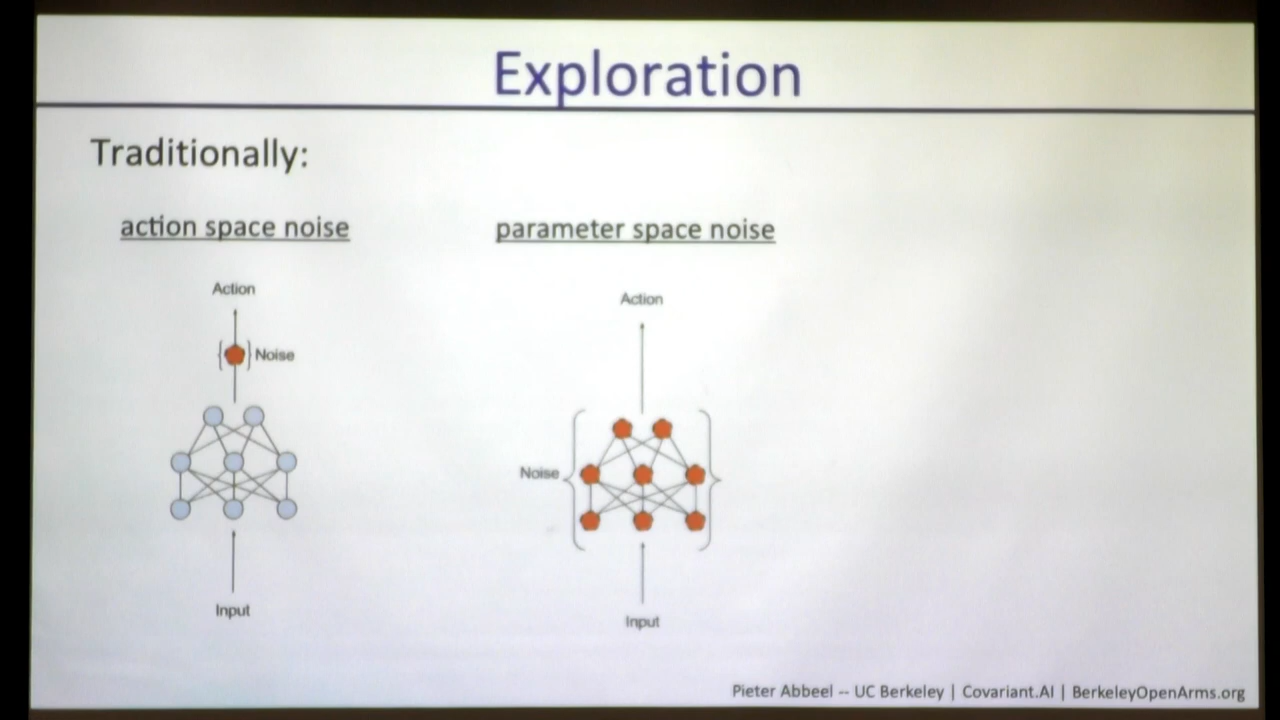 Exploration
Traditionally:
action space noise
Action
Noise
Input
parameter space noise
Action
Noise
Input
Pieter Abbeel -- UC Berkeley | Covariant.AI | BerkeleyOpenArms.org